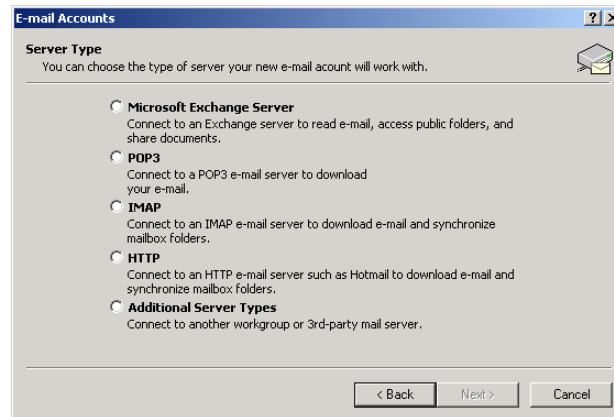 E-mail Accounts
Server Type
You can choose the type of server your new e-mail acount will work with.
Microsoft Exchange Server
Connect to an Exchange server to read e-mail, access public folders, and
share documents.
POP3
Connect to a POP3 e-mail server to download
your e-mail.
IMAP
Connect to an IMAP e-mail server to download e-mail and synchronize
mailbox folders.
HTTP
Connect to an HTTP e-mail server such as Hotmail to download e-mail and
synchronize mailbox folders.
Additional Server Types
Connect to another workgroup or 3rd-party mail server.
< Back Next > Cancel